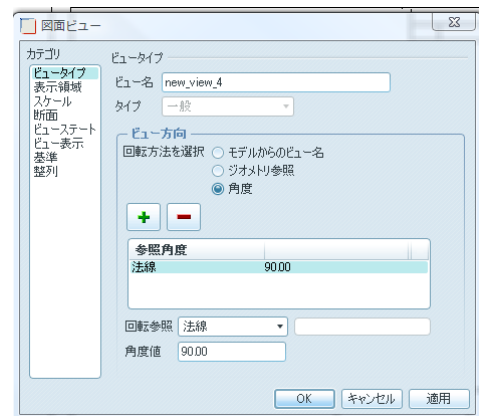 図面ビュー
カテゴリ
ビュータイプ
表示領域
スケール
断面
ビューステート
ビュー表示
基準
整列
ビュータイプ
ビュー名 new_view_4
タイプ 一般
ビュー方向
回転方法を選択 モデルからのビュー名
ジオメトリ参照
角度
参照角度
法線 90.00
回転参照 法線
角度値 90.00
OK キャンセル 適用